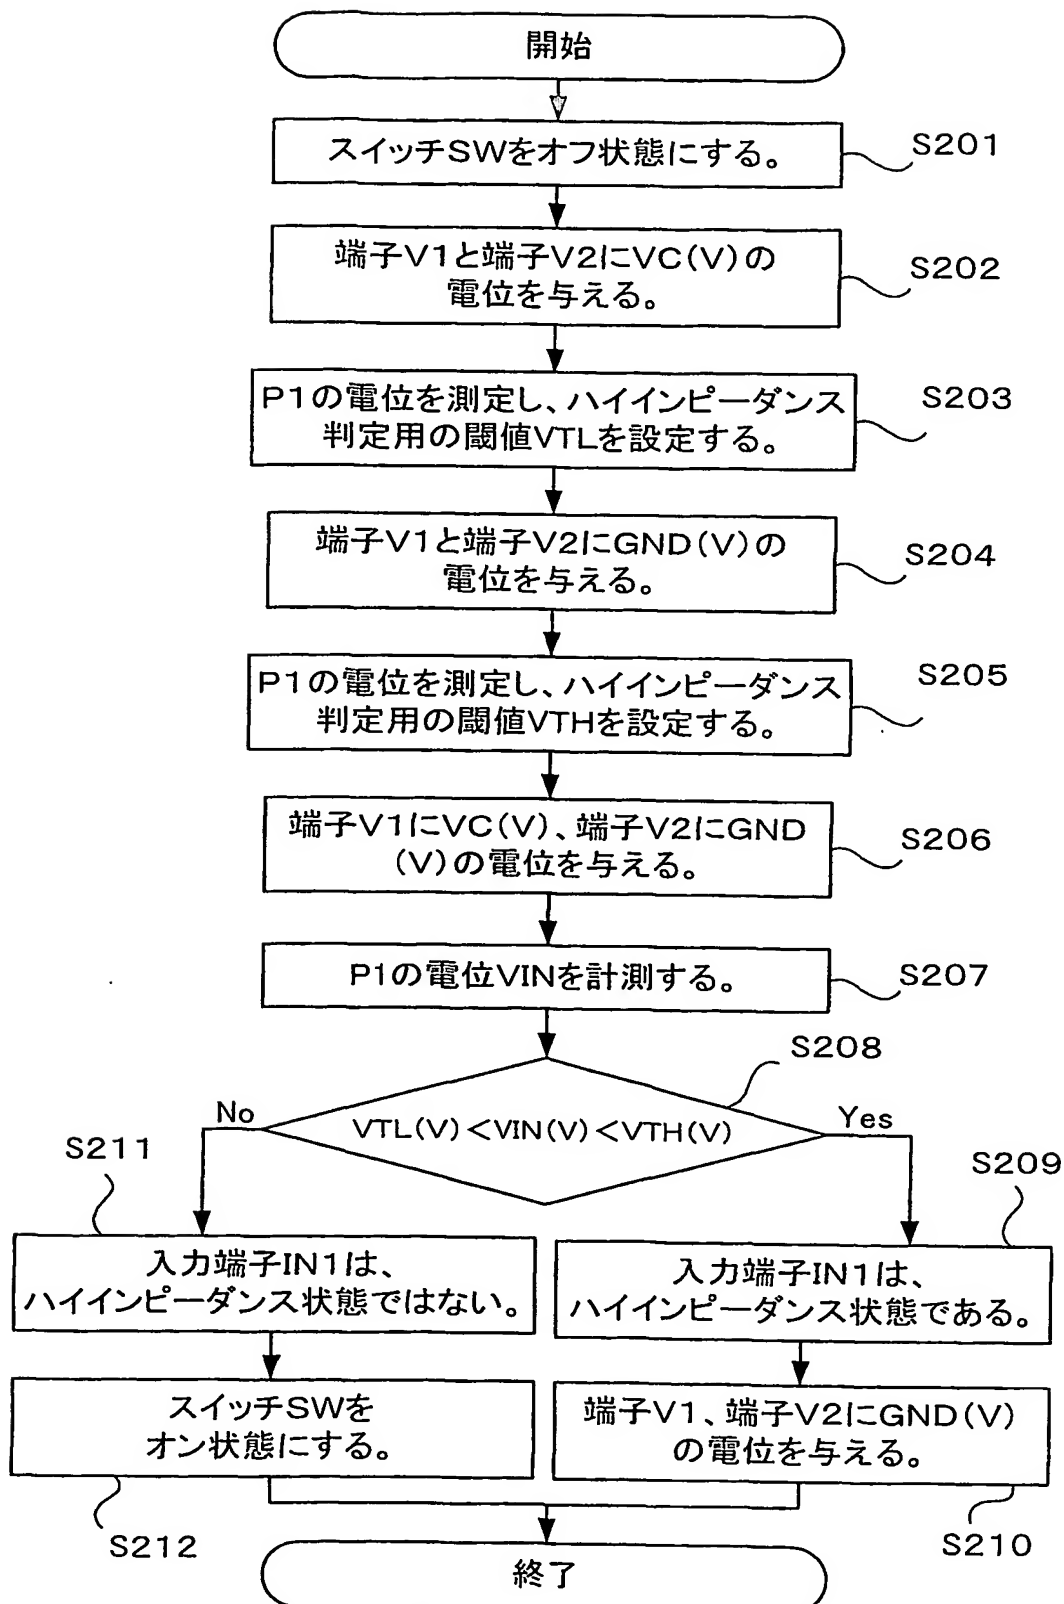 開始
スイッチSWをオフ状態にする。
S201
端子V1と端子V2にVC(V)の
電位を与える。
S202
P1の電位を測定し、ハイインピーダンス
判定用の閾値VTLを設定する。
S203
端子V1と端子V2にGND(V)の
電位を与える。
S204
P1の電位を測定し、ハイインピーダンス
判定用の閾値VTHを設定する。
S205
端子V1にVC(V)、端子V2にGND
(V)の電位を与える。
S206
P1の電位VINを計測する。
S207
S208
VTL(V)<VIN(V)<VTH(V)
No
Yes
S211
入力端子IN1は、
ハイインピーダンス状態ではない。
S209
入力端子IN1は、
ハイインピーダンス状態である。
スイッチSWを
オン状態にする。
S212
端子V1、端子V2にGND(V)
の電位を与える。
S210
終了